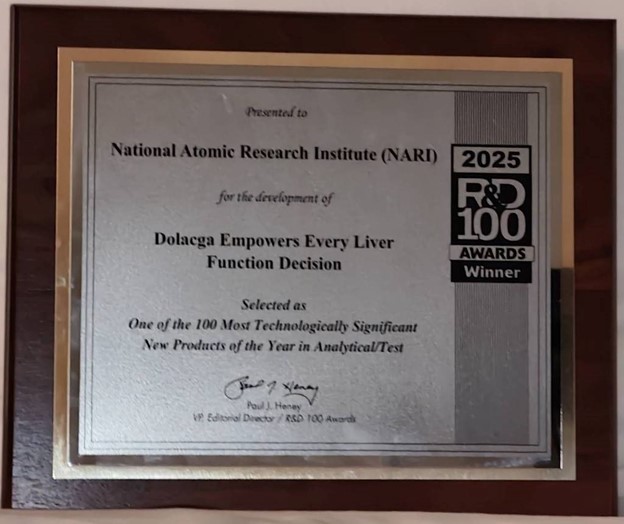 Presented to
National Atomic Research Institute (NARI)
for the development of
Dolacga Empowers Every Liver
Function Decision
Selected as
One of the 100 Most Technologically Significant
New Products of the Year in Analytical/Test
Paul J. Heney
Paul J. Heney
VP, Editorial Director / R&D 100 Awards
2025
R&D
100
AWARDS
Winner